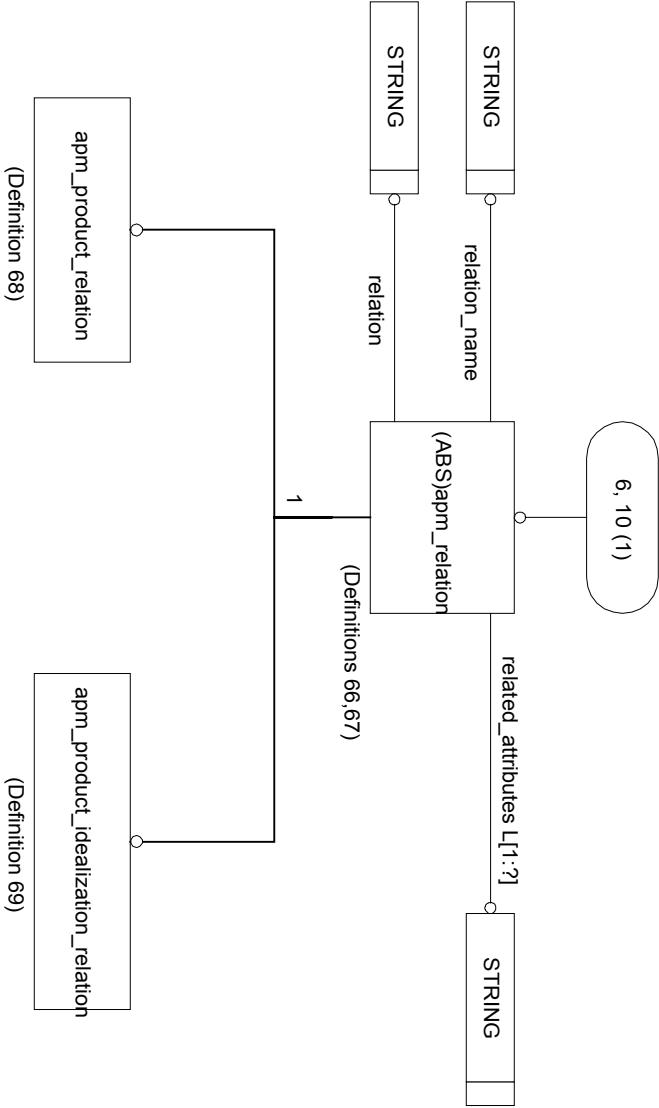 6, 10 (1)
STRING
relation_name
related_attributes L[1:?]
STRING
STRING
relation
(ABS)apm_relation
(Definitions 66,67)
1
apm_product_relation
(Definition 68)
apm_product_idealization_relation
(Definition 69)